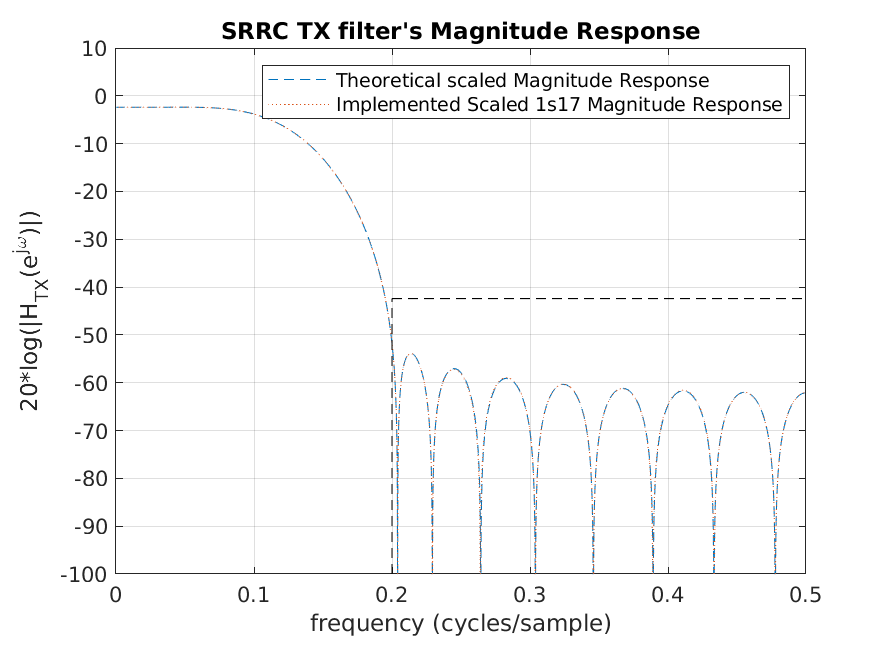 SRRC TX filter's Magnitude Response
Theoretical scaled Magnitude Response
Implemented Scaled 1s17 Magnitude Response
20*log(|H_TX(e^jω)|)
10
0
-10
-20
-30
-40
-50
-60
-70
-80
-90
-100
0 0.1 0.2 0.3 0.4 0.5
frequency (cycles/sample)